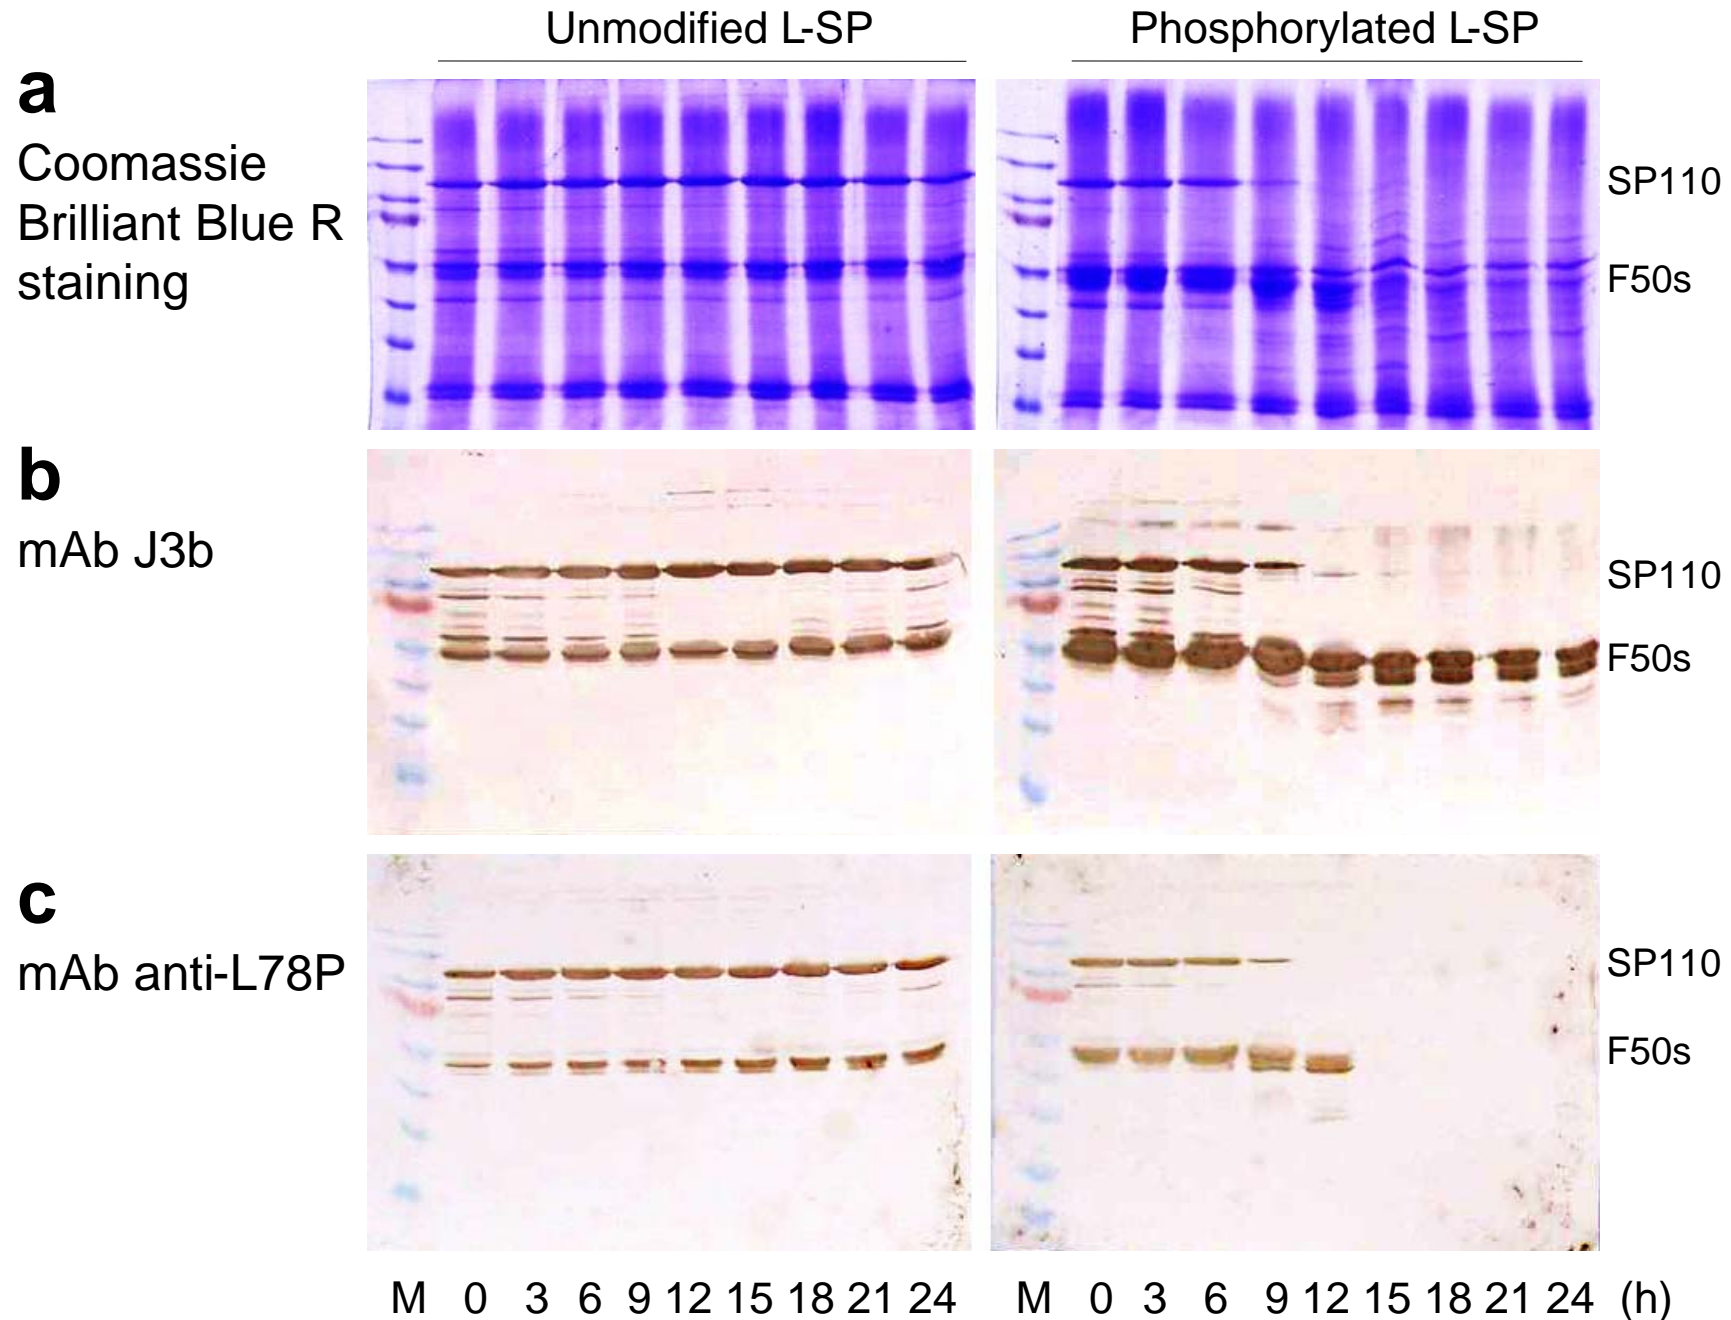 Unmodified L-SP
Phosphorylated L-SP
a
Coomassie
Brilliant Blue R
staining
SP110
F50s
b
mAb J3b
SP110
F50s
c
mAb anti-L78P
SP110
F50s
M 0 3 6 9 12 15 18 21 24
M 0 3 6 9 12 15 18 21 24 (h)